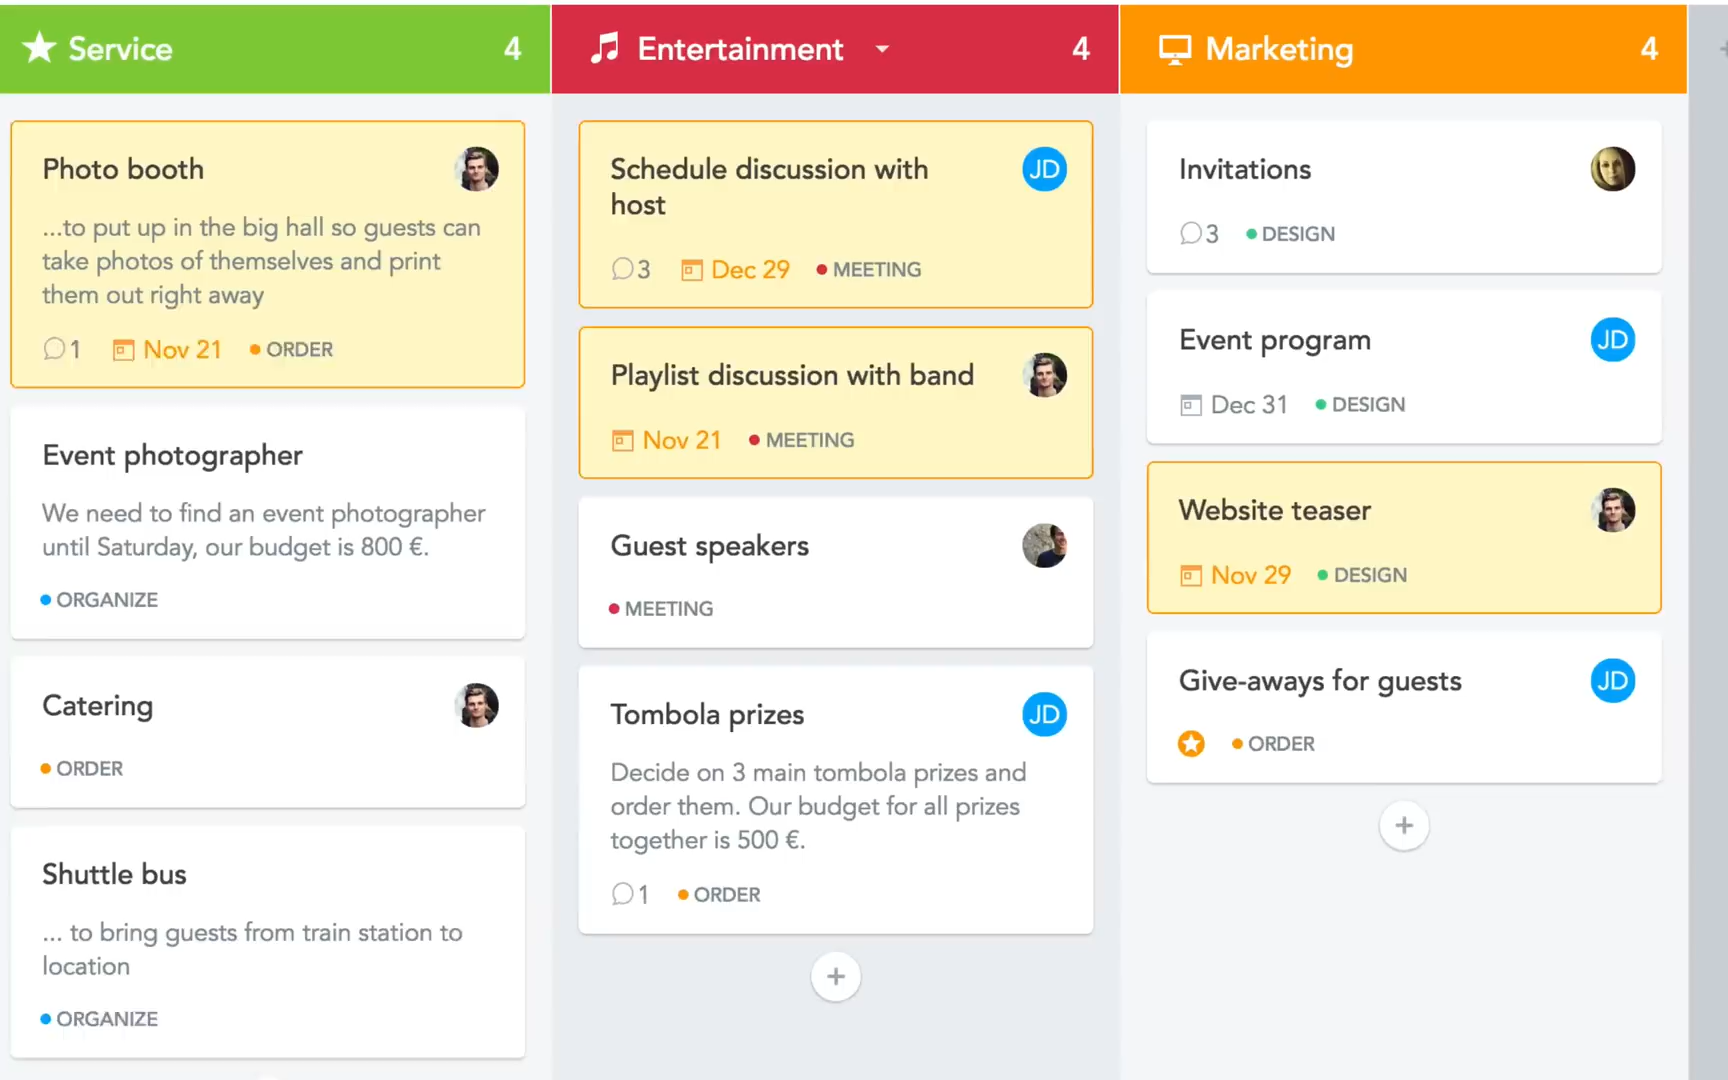 Service 4
Photo booth
...to put up in the big hall so guests can
take photos of themselves and print
them out right away
1 Nov 21 ORDER
Event photographer
We need to find an event photographer
until Saturday, our budget is 800 €.
ORGANIZE
Catering
ORDER
Shuttle bus
... to bring guests from train station to
location
ORGANIZE
Entertainment 4
Schedule discussion with
host
JD
3 Dec 29 MEETING
Playlist discussion with band
Nov 21 MEETING
Guest speakers
MEETING
Tombola prizes JD
Decide on 3 main tombola prizes and
order them. Our budget for all prizes
together is 500 €.
1 ORDER
+
Marketing 4
Invitations
3 DESIGN
Event program JD
Dec 31 DESIGN
Website teaser
Nov 29 DESIGN
Give-aways for guests JD
ORDER
+